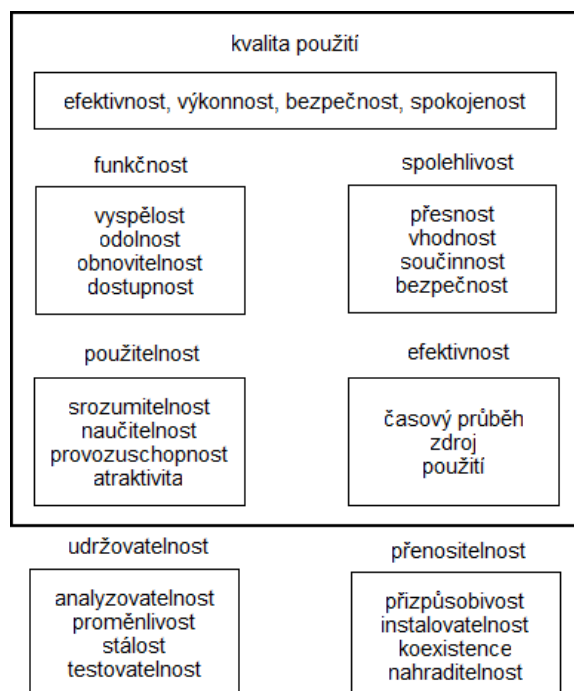 kvalita použití
efektivnost, výkonnost, bezpečnost, spokojenost
funkčnost
vyspělost
odolnost
obnovitelnost
dostupnost
spolehlivost
přesnost
vhodnost
součinnost
bezpečnost
použitelnost
srozumitelnost
naučitelnost
provozuschopnost
atraktivita
efektivnost
časový průběh
zdroj
použití
udržovatelnost
analyzovatelnost
proměnlivost
stálost
testovatelnost
přenositelnost
přizpůsobivost
instalovatelnost
koexistence
nahraditelnost